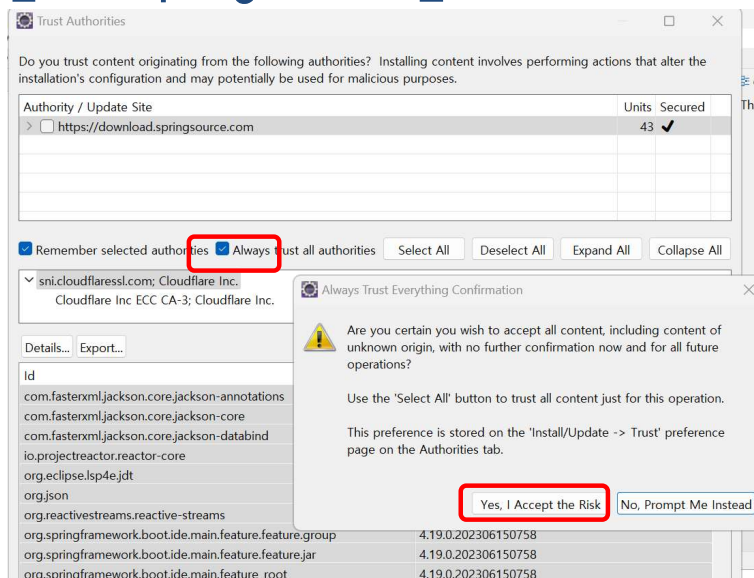 Trust Authorities
Do you trust content originating from the following authorities? Installing content involves performing actions that alter the
installation's configuration and may potentially be used for malicious purposes.
Authority / Update Site Units Secured
https://download.springsource.com 43
Remember selected authorities Always trust all authorities Select All Deselect All Expand All Collapse All
sni.cloudflaressl.com; Cloudflare Inc.
Cloudflare Inc ECC CA-3; Cloudflare Inc.
Always Trust Everything Confirmation
Are you certain you wish to accept all content, including content of
unknown origin, with no further confirmation now and for all future
operations?
Use the 'Select All' button to trust all content just for this operation.
This preference is stored on the 'Install/Update -> Trust' preference
page on the Authorities tab.
Yes, I Accept the Risk No, Prompt Me Instead
Details... Export...
Id
com.fasterxml.jackson.core.jackson-annotations
com.fasterxml.jackson.core.jackson-core
com.fasterxml.jackson.core.jackson-databind
io.projectreactor.reactor-core
org.eclipse.lsp4e.jdt
org.json
org.reactivestreams.reactive-streams
org.springframework.boot.ide.main.feature.feature.group 4.19.0.202306150758
org.springframework.boot.ide.main.feature.feature.jar 4.19.0.202306150758
org.springframework.boot.ide.main.feature_root 4.19.0.202306150758